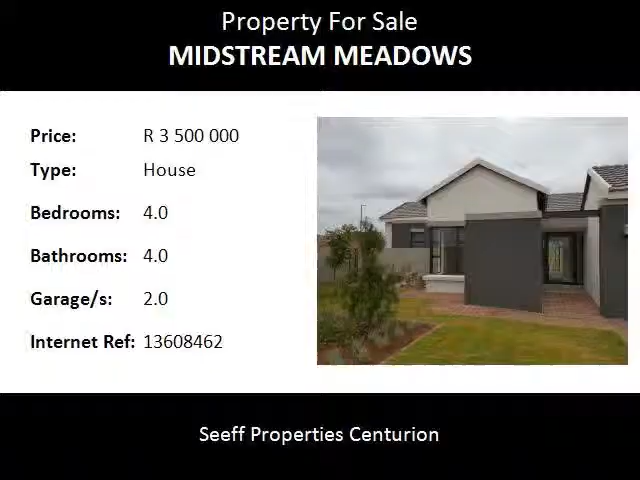 Property For Sale
MIDSTREAM MEADOWS
Price: R 3 500 000
Type: House
Bedrooms: 4.0
Bathrooms: 4.0
Garage/s: 2.0
Internet Ref: 13608462
Seeff Properties Centurion